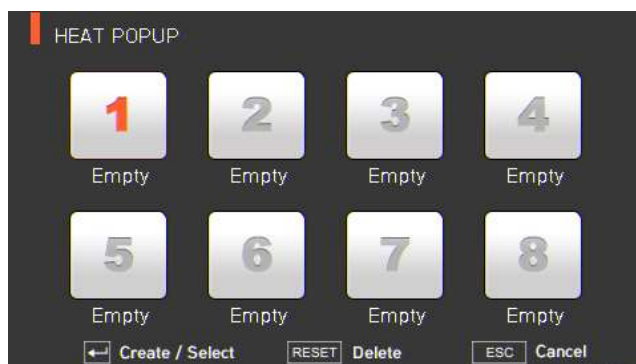 HEAT POPUP
1 2 3 4
Empty Empty Empty Empty
5 6 7 8
Empty Empty Empty Empty
Create / Select RESET Delete ESC Cancel